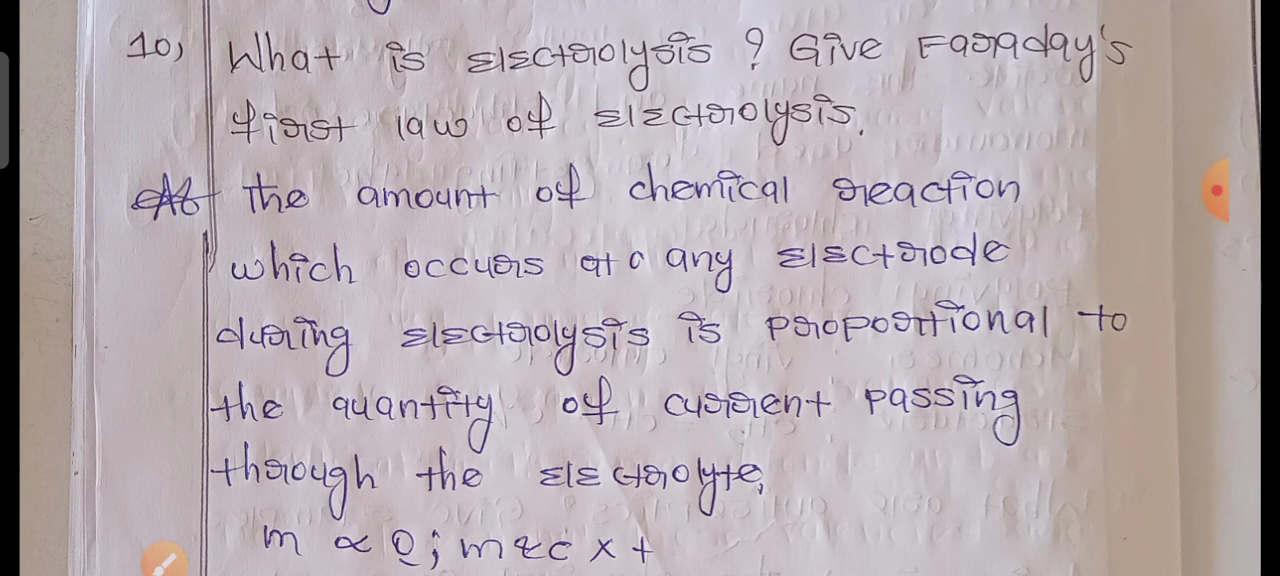 10) What is Electrolysis ? Give Faraday's
first law of Electrolysis.
the amount of chemical reaction
which occurs at any Electrode
during Electrolysis is proportional to
the quantity of current passing
through the Electrolyte,
m ∝ Q; m ∝ c x t